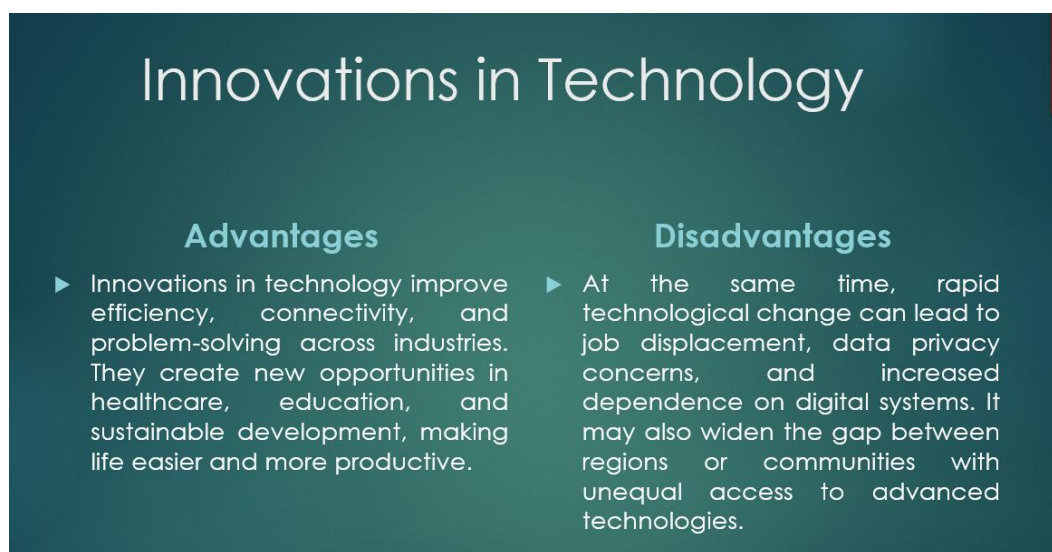 Innovations in Technology
Advantages
Innovations in technology improve
efficiency, connectivity, and
problem-solving across industries.
They create new opportunities in
healthcare, education, and
sustainable development, making
life easier and more productive.
Disadvantages
At the same time, rapid
technological change can lead to
job displacement, data privacy
concerns, and increased
dependence on digital systems. It
may also widen the gap between
regions or communities with
unequal access to advanced
technologies.